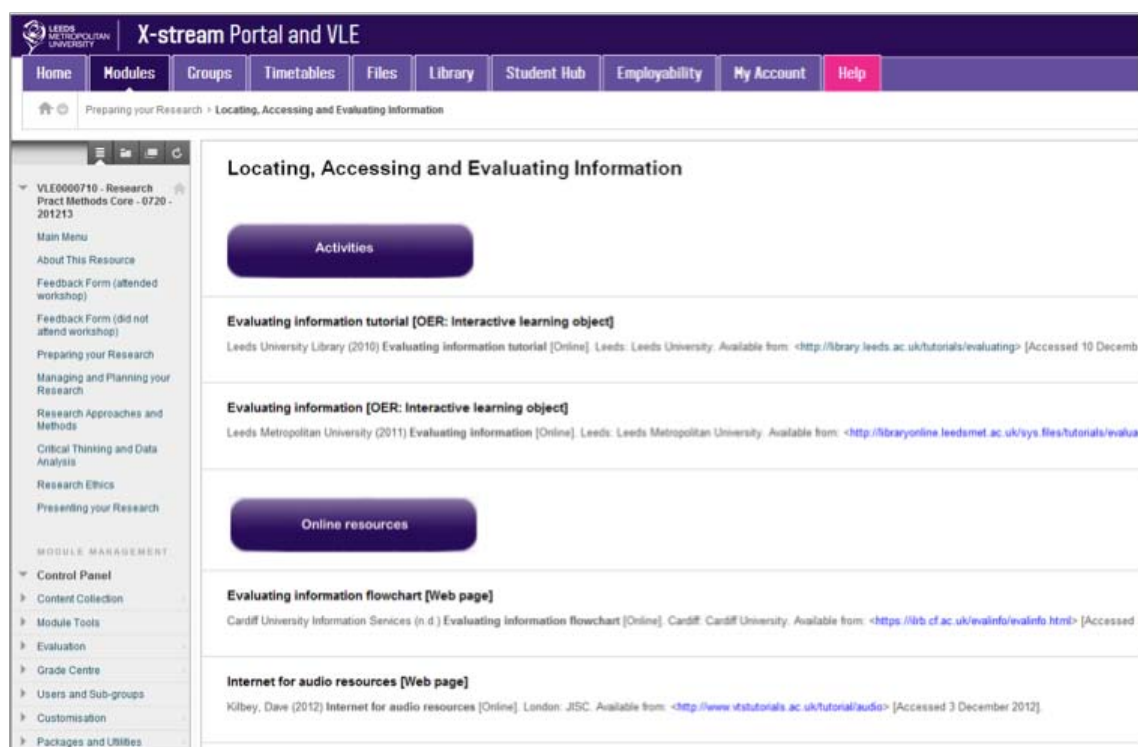 LEEDS
METROPOLITAN
UNIVERSITY
X-stream Portal and VLE
Home Modules Groups Timetables Files Library Student Hub Employability My Account Help
Preparing your Research > Locating, Accessing and Evaluating Information
VLE0000710 - Research
Pract Methods Core - 0720 -
201213
Main Menu
About This Resource
Feedback Form (attended
workshop)
Feedback Form (did not
attend workshop)
Preparing your Research
Managing and Planning your
Research
Research Approaches and
Methods
Critical Thinking and Data
Analysis
Research Ethics
Presenting your Research
MODULE MANAGEMENT
Control Panel
Content Collection
Module Tools
Evaluation
Grade Centre
Users and Sub-groups
Customisation
Packages and Utilities
Locating, Accessing and Evaluating Information
Activities
Evaluating information tutorial [OER: Interactive learning object]
Leeds University Library (2010) Evaluating information tutorial [Online]. Leeds: Leeds University. Available from: <http://library.leeds.ac.uk/tutorials/evaluating> [Accessed 10 Decemb
Evaluating information [OER: Interactive learning object]
Leeds Metropolitan University (2011) Evaluating information [Online]. Leeds: Leeds Metropolitan University. Available from: <http://libraryonline.leedsmet.ac.uk/sys.files/tutorials/evalua
Online resources
Evaluating information flowchart [Web page]
Cardiff University Information Services (n.d.) Evaluating information flowchart [Online]. Cardiff: Cardiff University. Available from: <https://ilrb.cf.ac.uk/evalinfo/evalinfo.html> [Accessed
Internet for audio resources [Web page]
Kilbey, Dave (2012) Internet for audio resources [Online]. London: JISC. Available from: <http://www.vtstutorials.ac.uk/tutorial/audio> [Accessed 3 December 2012].